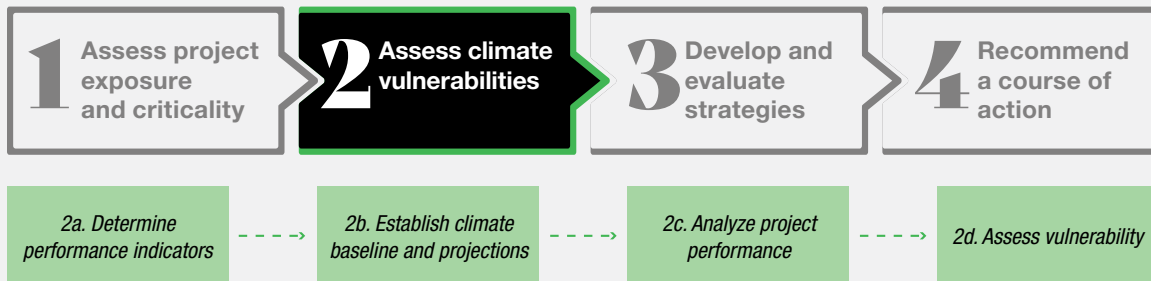 1 Assess project
exposure
and criticality
2 Assess climate
vulnerabilities
3 Develop and
evaluate
strategies
4 Recommend
a course of
action
2a. Determine
performance indicators
2b. Establish climate
baseline and projections
2c. Analyze project
performance
2d. Assess vulnerability